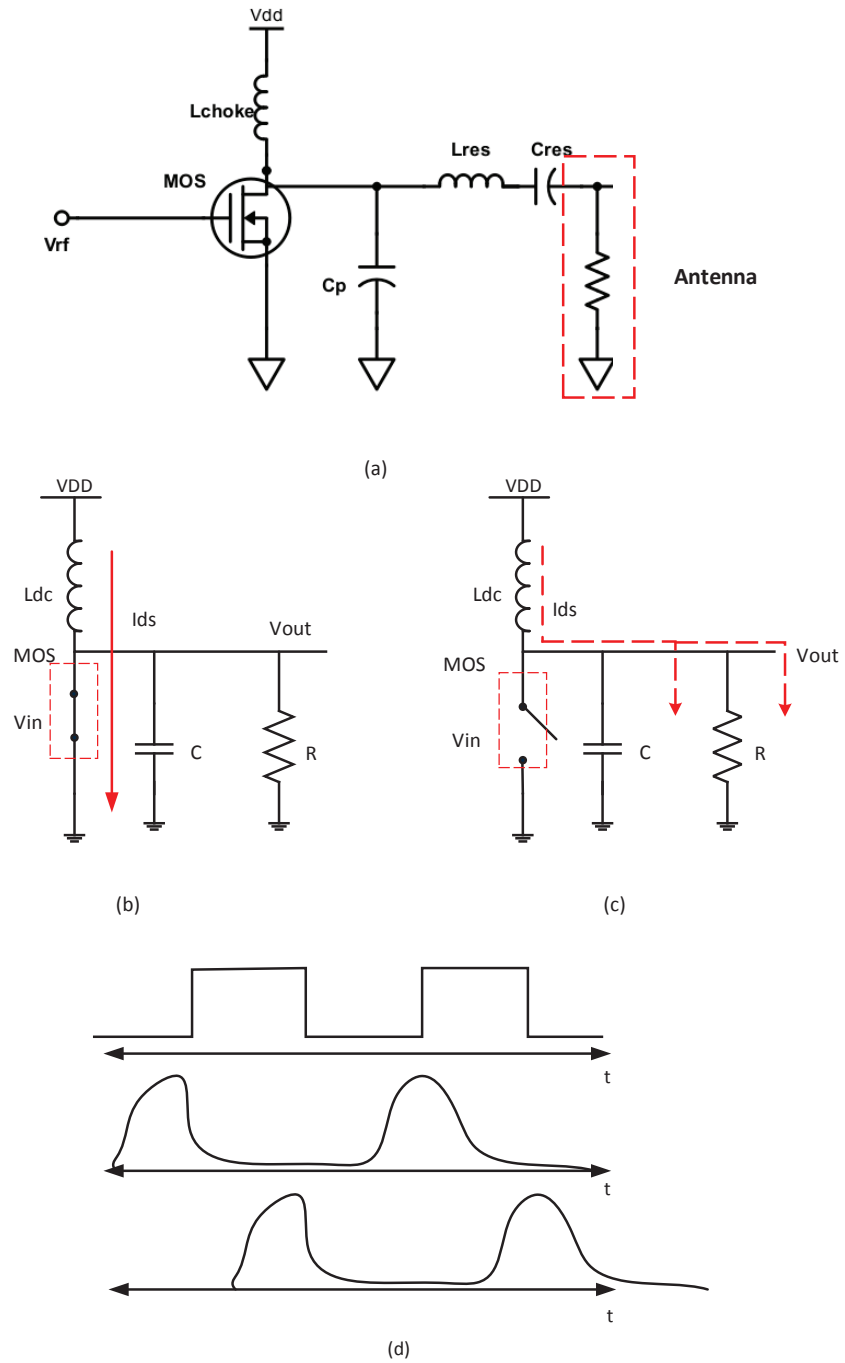 Vdd
Lchoke
Lres Cres
MOS
Vrf
Cp
Antenna
(a)
VDD
Ldc
Ids
Vout
MOS
Vin
C
R
(b)
VDD
Ldc
Ids
Vout
MOS
Vin
C
R
(c)
t
t
t
(d)